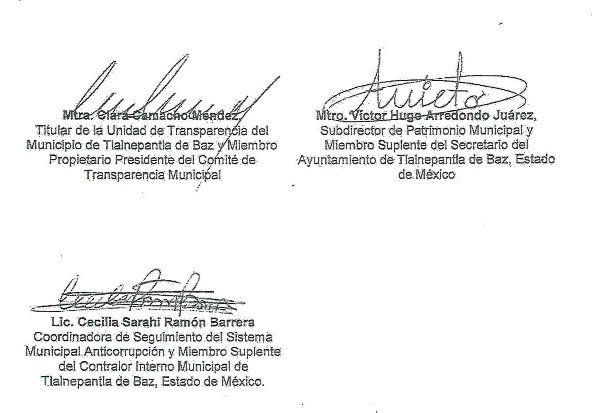 Mtra. Clara Camacho Méndez,
Titular de la Unidad de Transparencia del
Municipio de Tlalnepantla de Baz y Miembro
Propietario Presidente del Comité de
Transparencia Municipal
Mtro. Víctor Hugo Arredondo Juárez,
Subdirector de Patrimonio Municipal y
Miembro Suplente del Secretario del
Ayuntamiento de Tlalnepantla de Baz, Estado
de México
Lic. Cecilia Sarahí Ramón Barrera
Coordinadora de Seguimiento del Sistema
Municipal Anticorrupción y Miembro Suplente
del Contralor Interno Municipal de
Tlalnepantla de Baz, Estado de México.